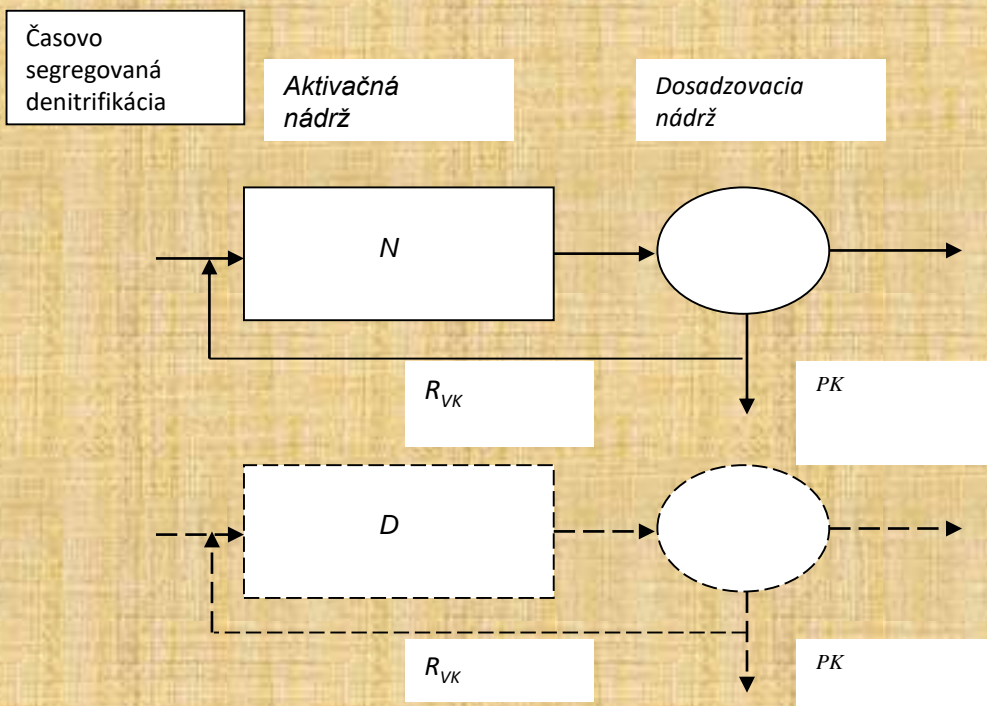 Časovo
segregovaná
denitrifikácia
Aktivačná
nádrž
Dosadzovacia
nádrž
N
R_VK
PK
D
R_VK
PK